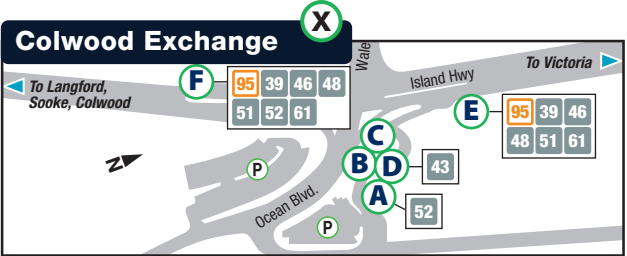 X
Colwood Exchange
Wale
To Victoria
Island Hwy
To Langford,
Sooke, Colwood
F
95 39 46 48
51 52 61
E
95 39 46
48 51 61
C
B
D
43
N
P
A
52
Ocean Blvd.
P